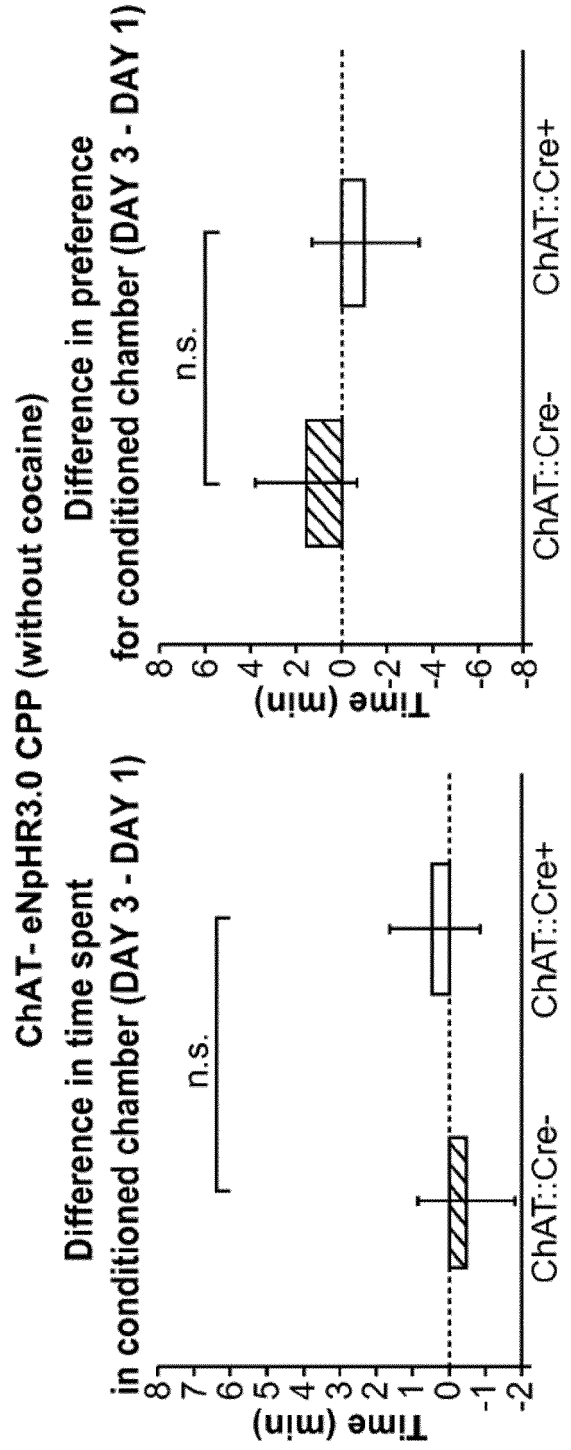 ChAT- eNpHR3.0 CPP (without cocaine)
Difference in time spent
in conditioned chamber (DAY 3 - DAY 1)
Time (min)
8
7
6
5
4
3
2
1
0
-1
-2
n.s.
ChAT::Cre-
ChAT::Cre+
Difference in preference
for conditioned chamber (DAY 3 - DAY 1)
Time (min)
8
6
4
2
0
-2
-4
-6
-8
n.s.
ChAT::Cre-
ChAT::Cre+